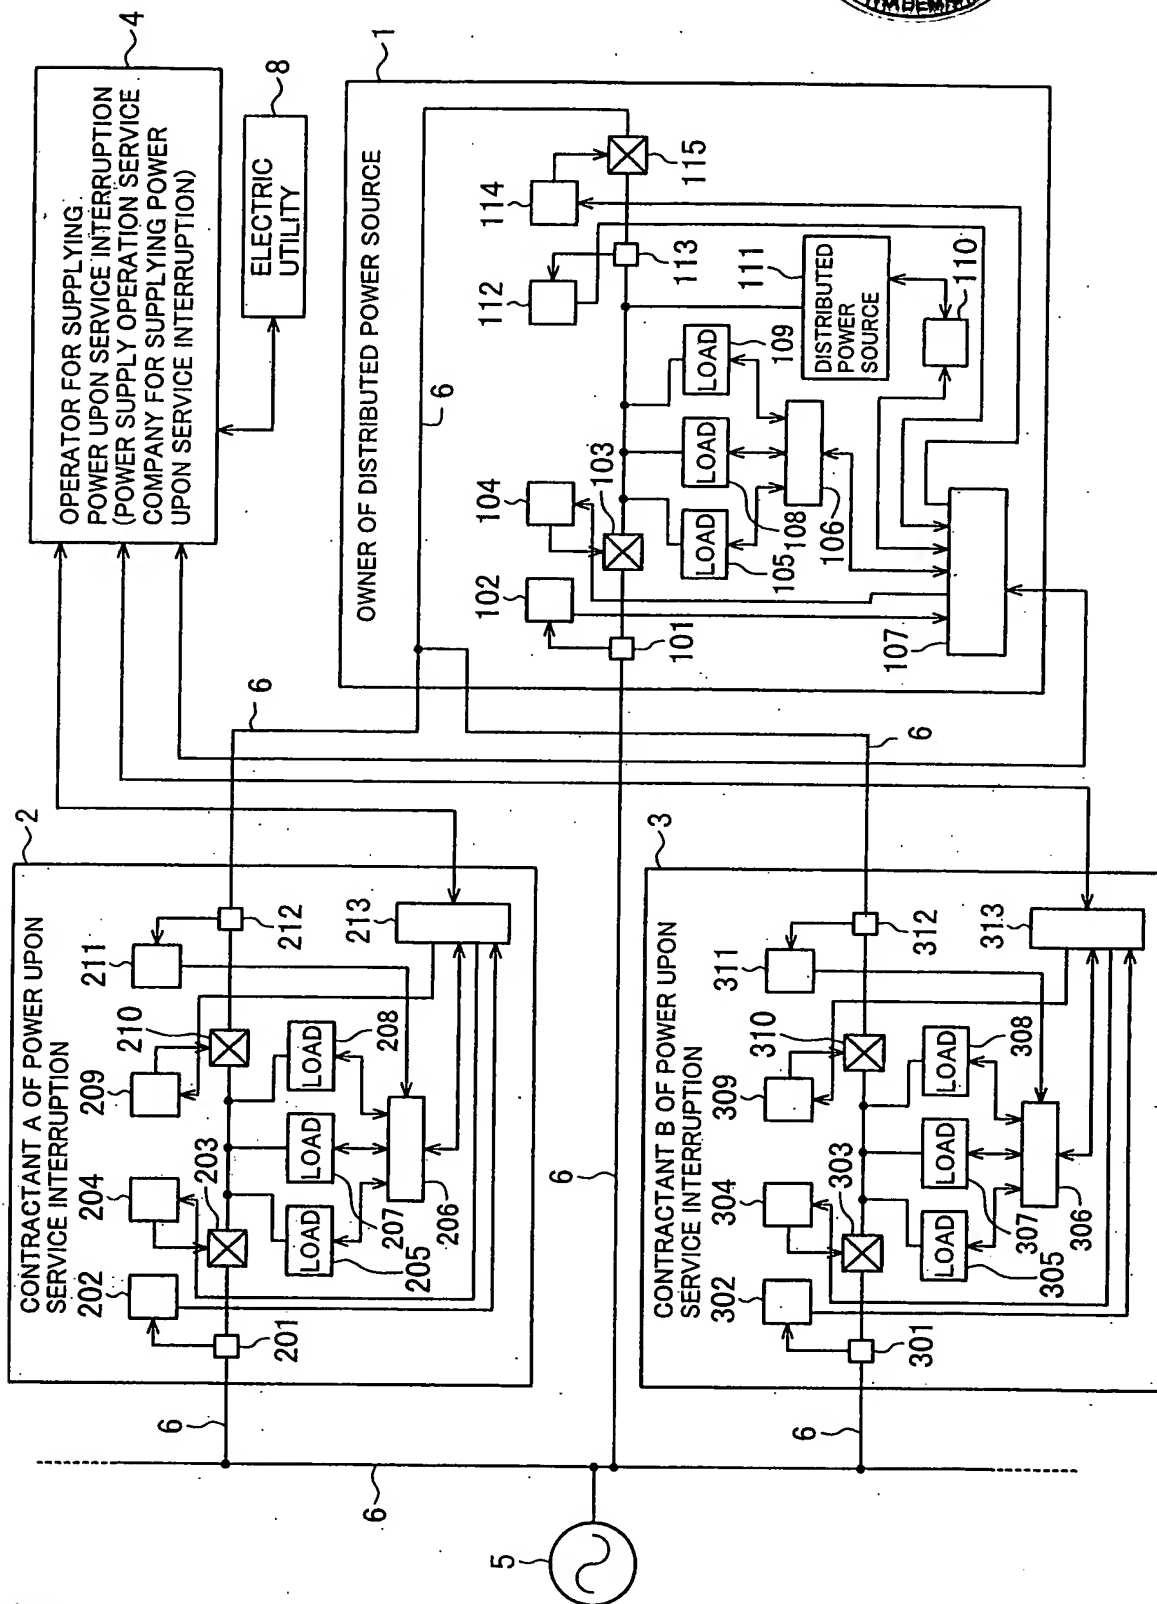 4
OPERATOR FOR SUPPLYING
POWER UPON SERVICE INTERRUPTION
(POWER SUPPLY OPERATION SERVICE
COMPANY FOR SUPPLYING POWER
UPON SERVICE INTERRUPTION)
8
ELECTRIC
UTILITY
1
OWNER OF DISTRIBUTED POWER SOURCE
6
102
104
112
114
101
103
113
115
LOAD
LOAD
LOAD
105
108
109
106
111
DISTRIBUTED
POWER
SOURCE
110
107
2
CONTRACTANT A OF POWER UPON
SERVICE INTERRUPTION
202
204
209
211
201
203
210
212
LOAD
LOAD
LOAD
205
207
208
206
213
6
6
3
CONTRACTANT B OF POWER UPON
SERVICE INTERRUPTION
302
304
309
311
301
303
310
312
LOAD
LOAD
LOAD
305
307
308
306
313
6
6
6
6
5